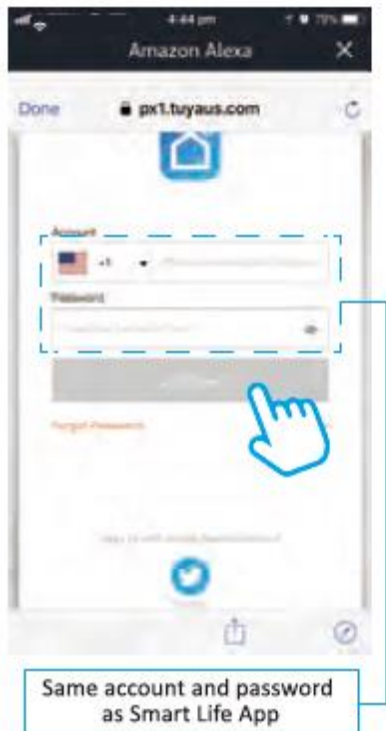 4:44 pm
Amazon Alexa
Done px1.tuyaus.com
Account
+1
Password
Forgot Password
Same account and password
as Smart Life App